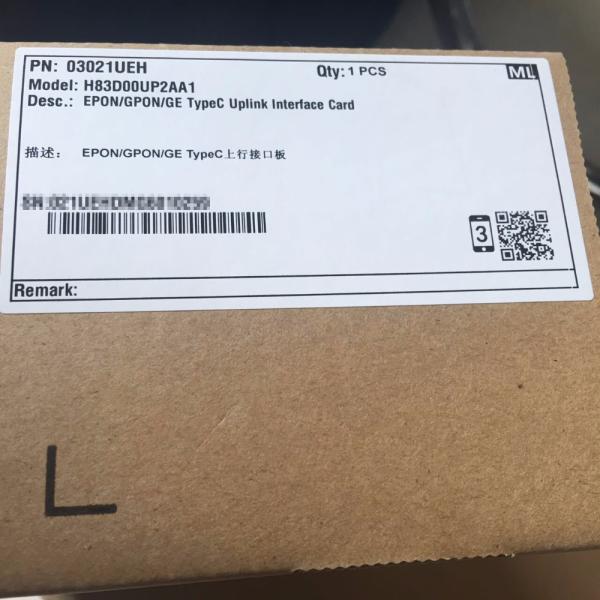 PN: 03021UEH Qty: 1 PCS ML
Model: H83D00UP2AA1
Desc.: EPON/GPON/GE TypeC Uplink Interface Card
描述: EPON/GPON/GE TypeC上行接口板
3
Remark:
L